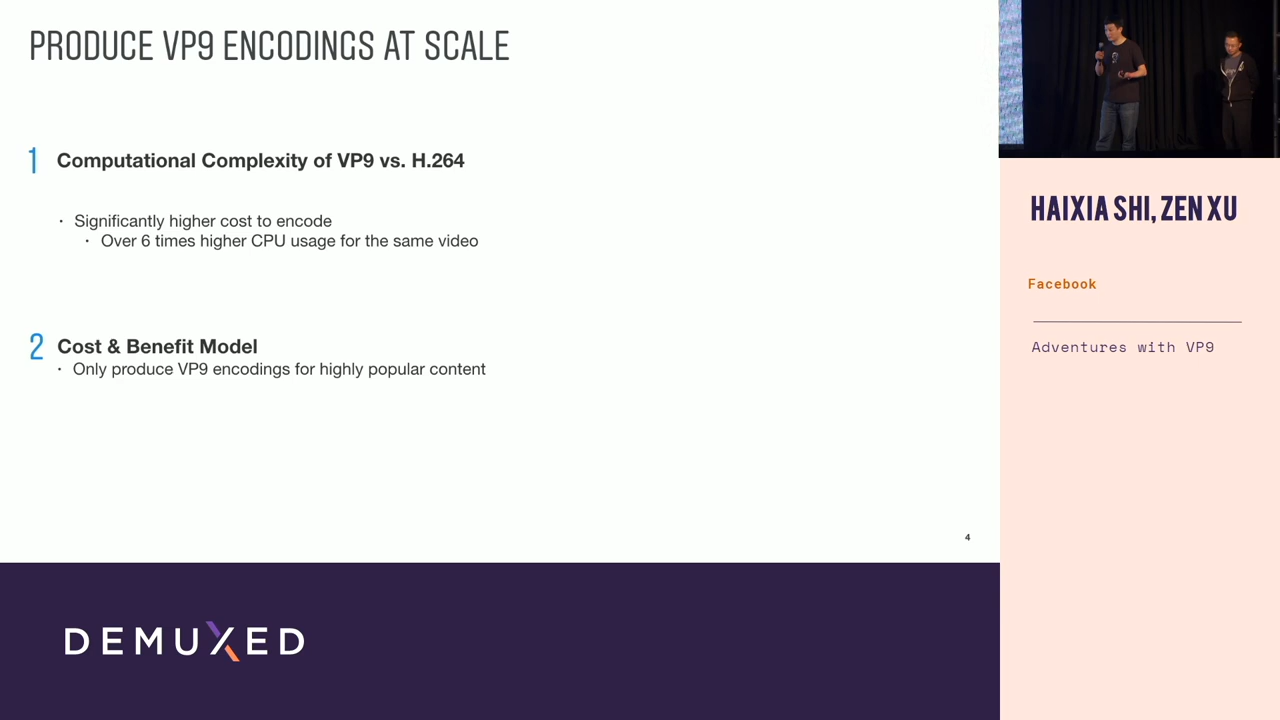 PRODUCE VP9 ENCODINGS AT SCALE
1 Computational Complexity of VP9 vs. H.264
· Significantly higher cost to encode
· Over 6 times higher CPU usage for the same video
2 Cost & Benefit Model
· Only produce VP9 encodings for highly popular content
4
DEMUXED
HAIXIA SHI, ZEN XU
Facebook
Adventures with VP9